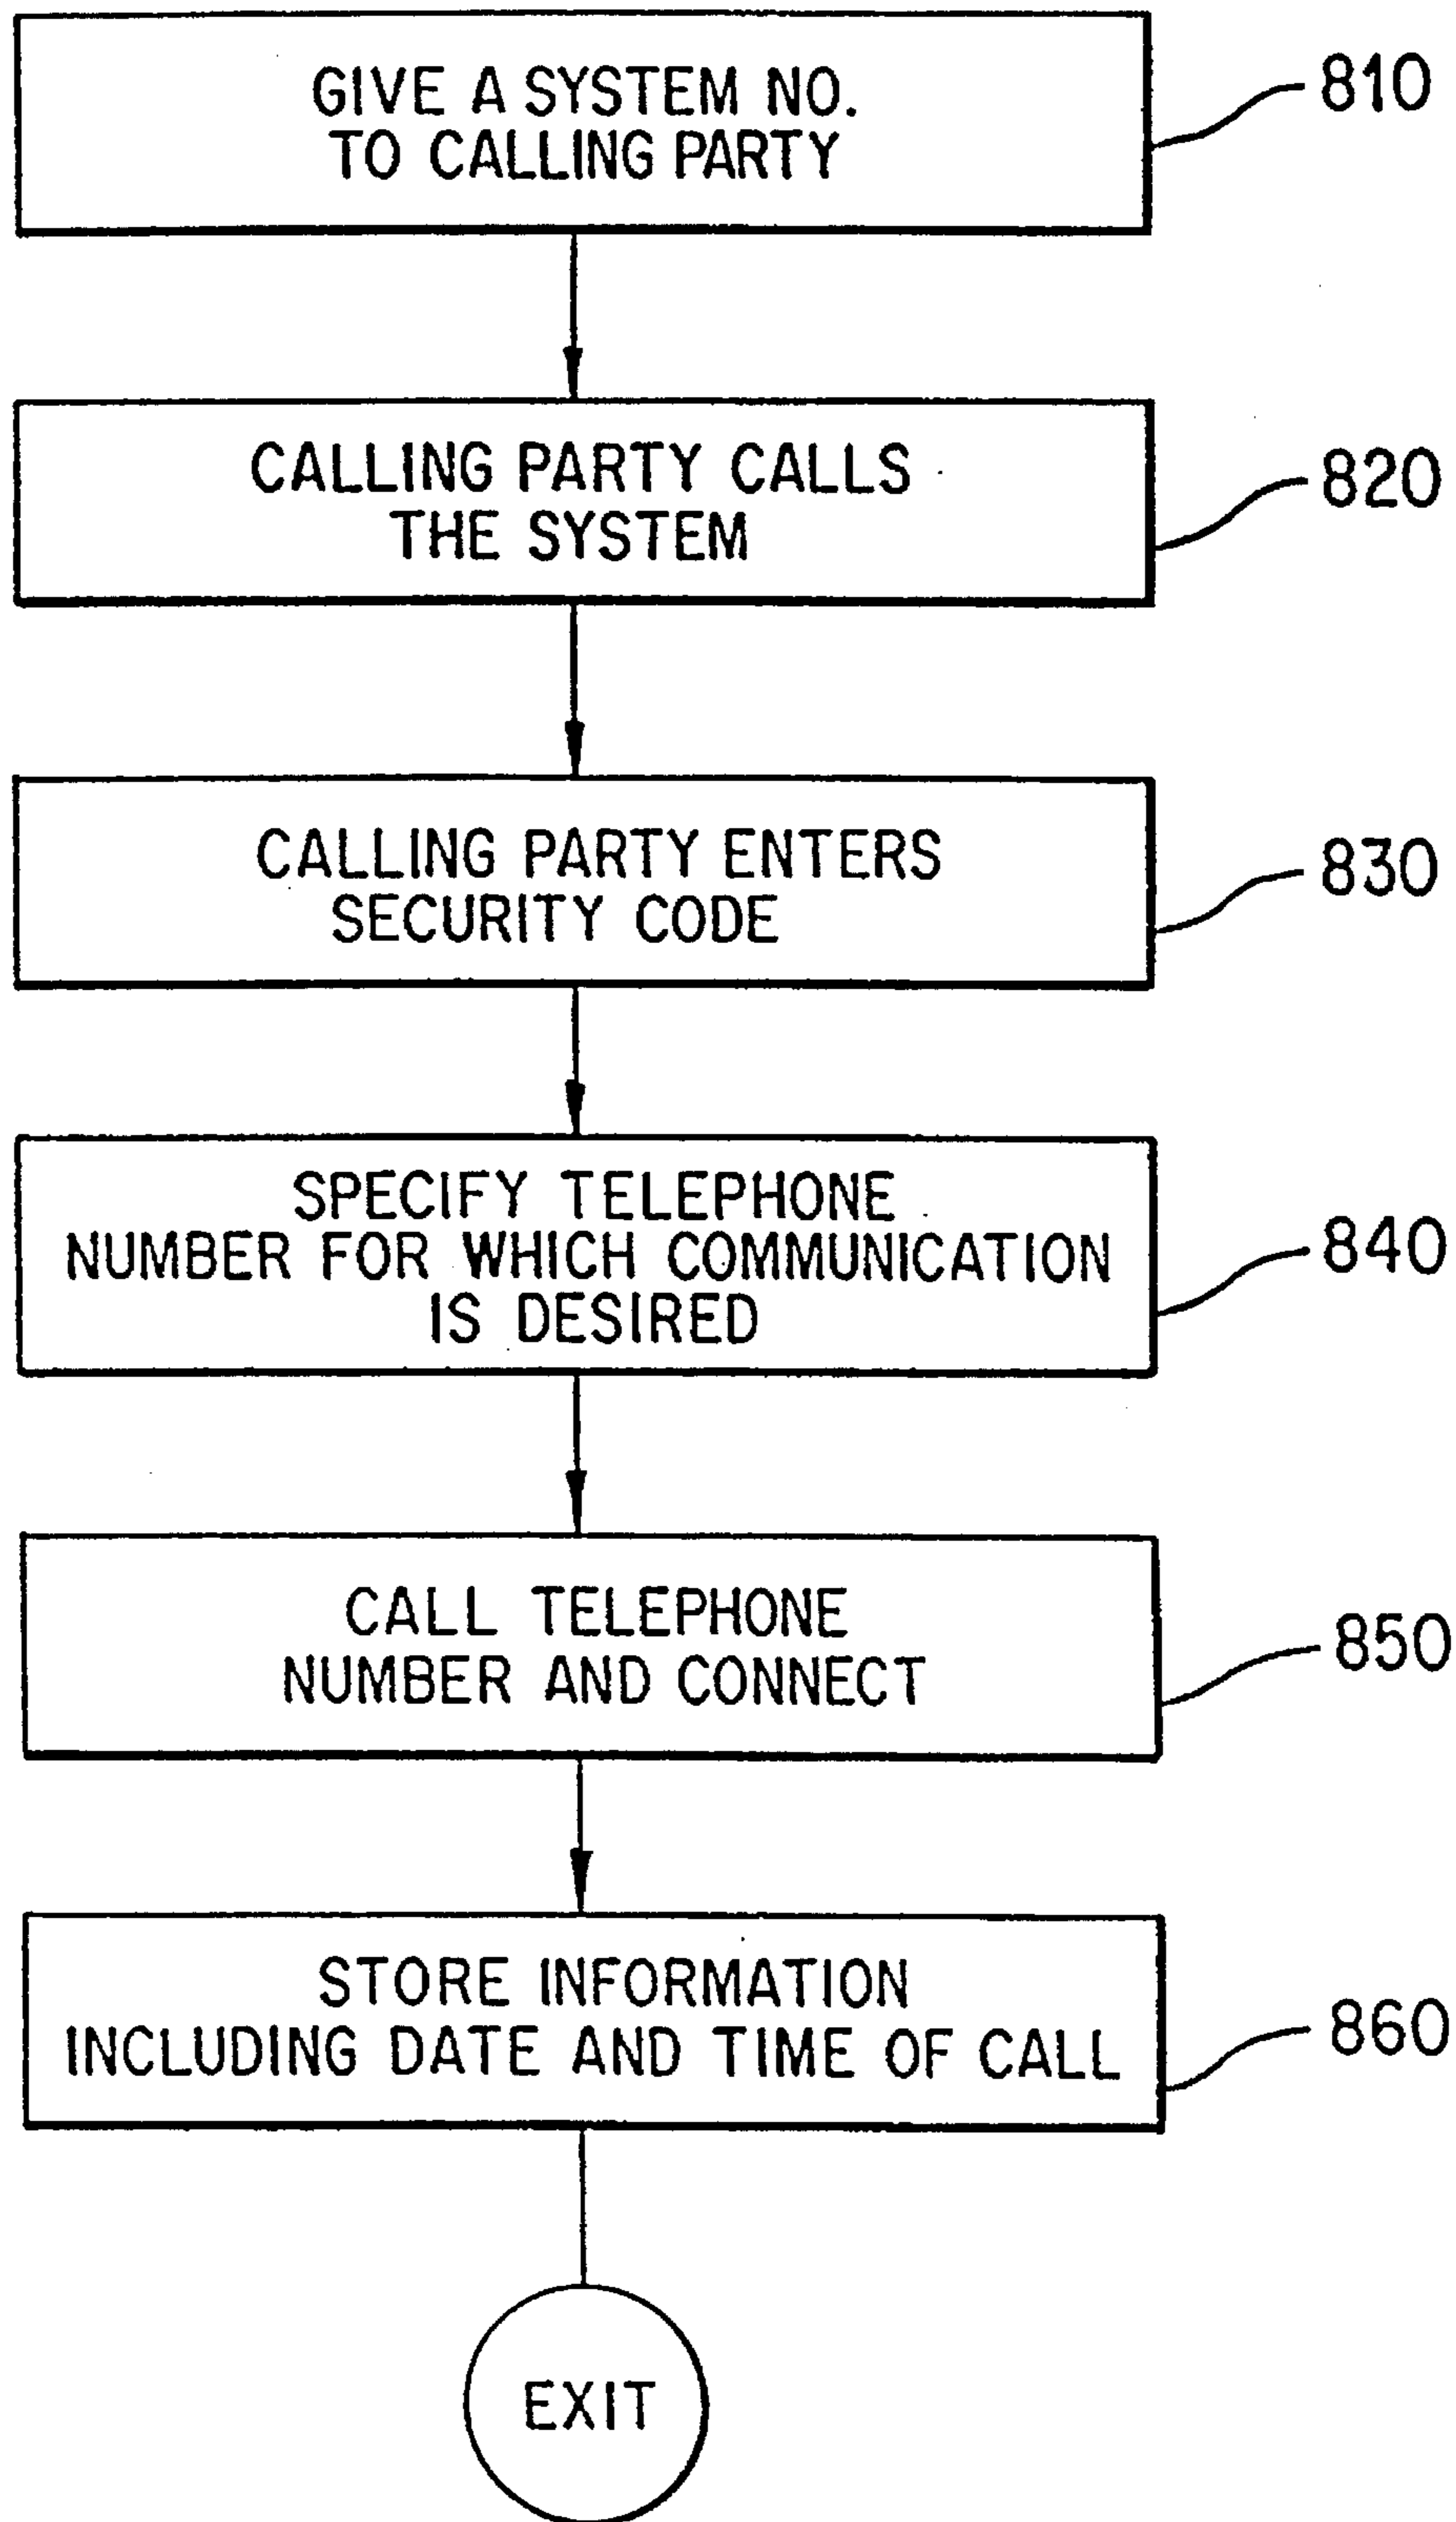 GIVE A SYSTEM NO.
TO CALLING PARTY
810
CALLING PARTY CALLS
THE SYSTEM
820
CALLING PARTY ENTERS
SECURITY CODE
830
SPECIFY TELEPHONE
NUMBER FOR WHICH COMMUNICATION
IS DESIRED
840
CALL TELEPHONE
NUMBER AND CONNECT
850
STORE INFORMATION
INCLUDING DATE AND TIME OF CALL
860
EXIT